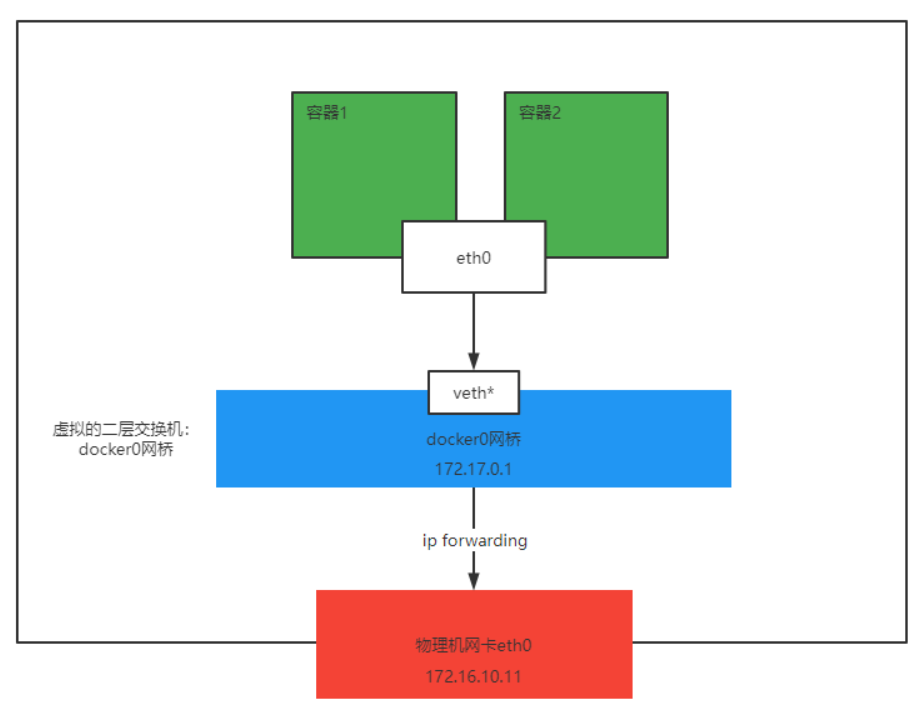 容器1
容器2
eth0
veth*
虚拟的二层交换机：
docker0网桥
docker0网桥
172.17.0.1
ip forwarding
物理机网卡eth0
172.16.10.11